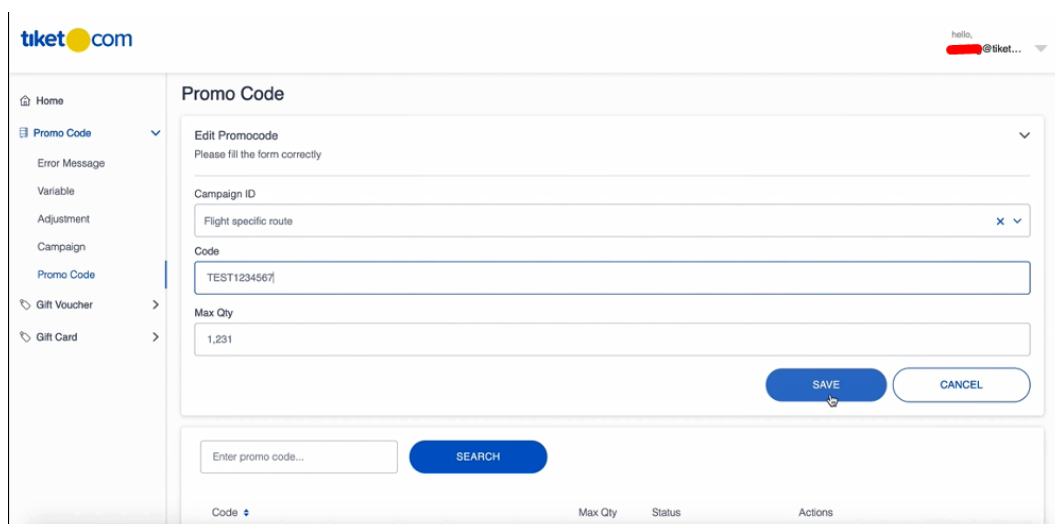 tiket com
hello,
@tiket...
Home
Promo Code
Error Message
Variable
Adjustment
Campaign
Promo Code
Gift Voucher
Gift Card
Promo Code
Edit Promocode
Please fill the form correctly
Campaign ID
Flight specific route
Code
TEST1234567
Max Qty
1,231
SAVE CANCEL
Enter promo code... SEARCH
Code Max Qty Status Actions